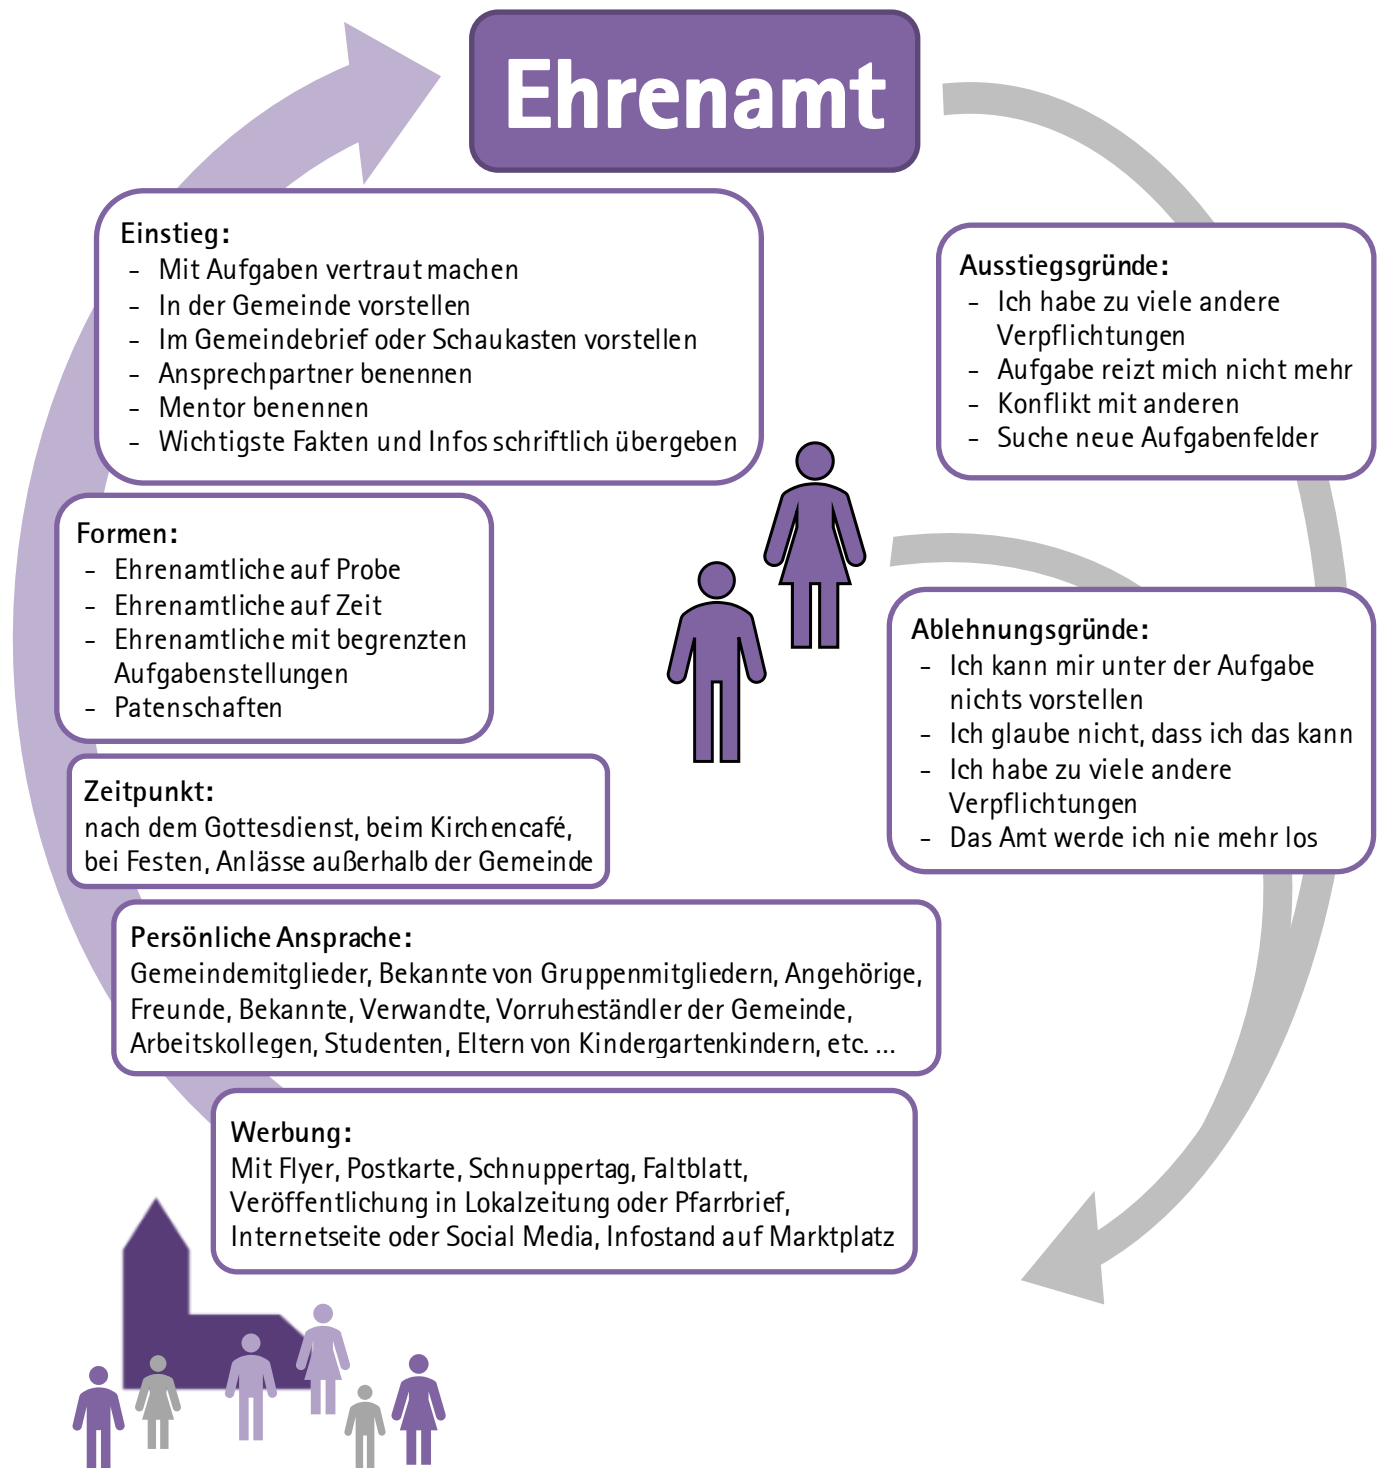 Ehrenamt
Einstieg:
- Mit Aufgaben vertraut machen
- In der Gemeinde vorstellen
- Im Gemeindebrief oder Schaukasten vorstellen
- Ansprechpartner benennen
- Mentor benennen
- Wichtigste Fakten und Infos schriftlich übergeben
Formen:
- Ehrenamtliche auf Probe
- Ehrenamtliche auf Zeit
- Ehrenamtliche mit begrenzten
Aufgabenstellungen
- Patenschaften
Zeitpunkt:
nach dem Gottesdienst, beim Kirchencafé,
bei Festen, Anlässe außerhalb der Gemeinde
Persönliche Ansprache:
Gemeindemitglieder, Bekannte von Gruppenmitgliedern, Angehörige,
Freunde, Bekannte, Verwandte, Vorruheständler der Gemeinde,
Arbeitskollegen, Studenten, Eltern von Kindergartenkindern, etc. ...
Werbung:
Mit Flyer, Postkarte, Schnuppertag, Faltblatt,
Veröffentlichung in Lokalzeitung oder Pfarrbrief,
Internetseite oder Social Media, Infostand auf Marktplatz
Ausstiegsgründe:
- Ich habe zu viele andere
Verpflichtungen
- Aufgabe reizt mich nicht mehr
- Konflikt mit anderen
- Suche neue Aufgabenfelder
Ablehnungsgründe:
- Ich kann mir unter der Aufgabe
nichts vorstellen
- Ich glaube nicht, dass ich das kann
- Ich habe zu viele andere
Verpflichtungen
- Das Amt werde ich nie mehr los